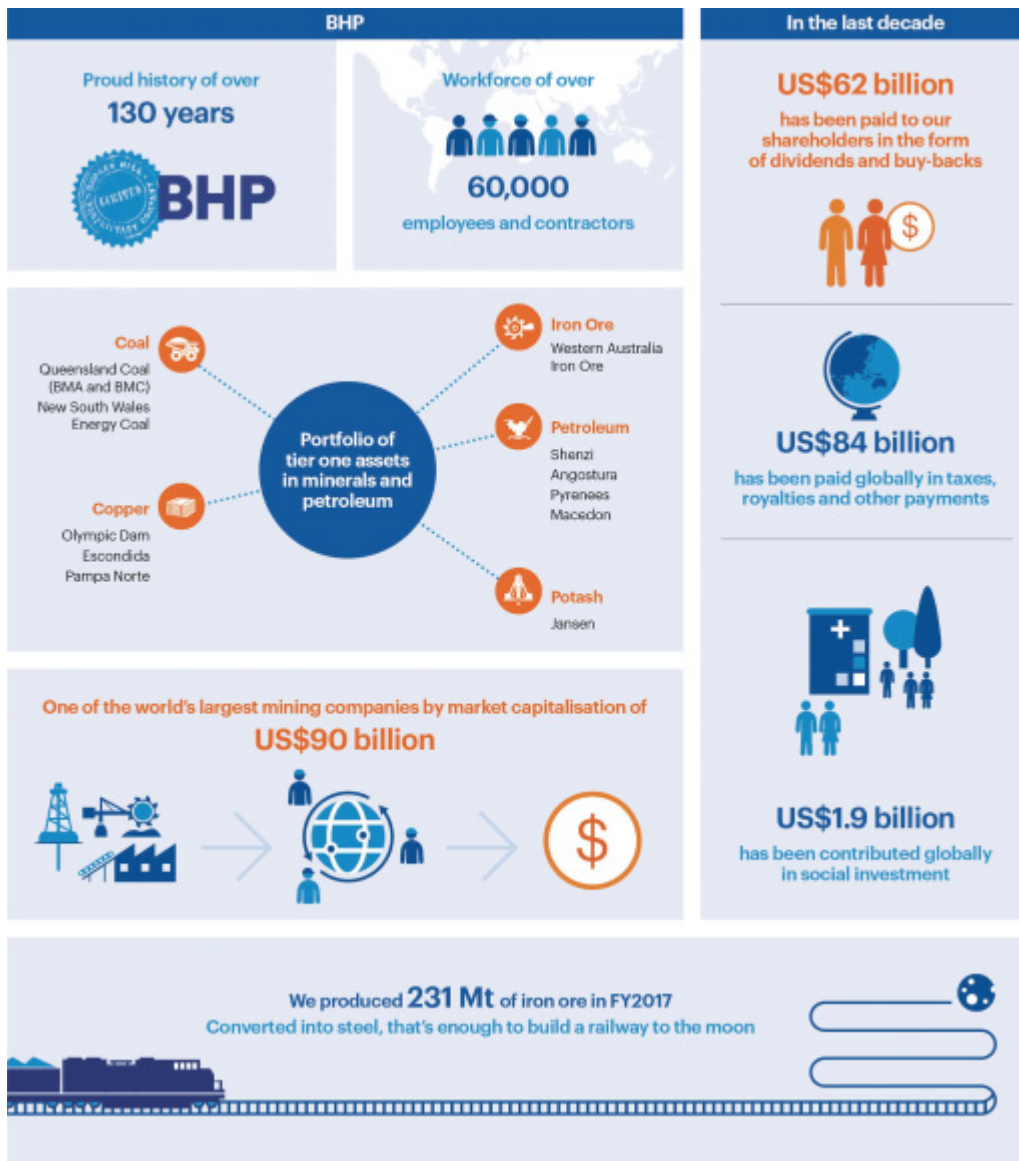 BHP
Proud history of over
130 years
LIMITED
BHP
Workforce of over
60,000
employees and contractors
Coal
Queensland Coal
(BMA and BMC)
New South Wales
Energy Coal
Copper
Olympic Dam
Escondida
Pampa Norte
Portfolio of
tier one assets
in minerals and
petroleum
Iron Ore
Western Australia
Iron Ore
Petroleum
Shenzi
Angostura
Pyrenees
Macedon
Potash
Jansen
One of the world's largest mining companies by market capitalisation of
US$90 billion
$
In the last decade
US$62 billion
has been paid to our
shareholders in the form
of dividends and buy-backs
$
US$84 billion
has been paid globally in taxes,
royalties and other payments
US$1.9 billion
has been contributed globally
in social investment
We produced 231 Mt of iron ore in FY2017
Converted into steel, that's enough to build a railway to the moon